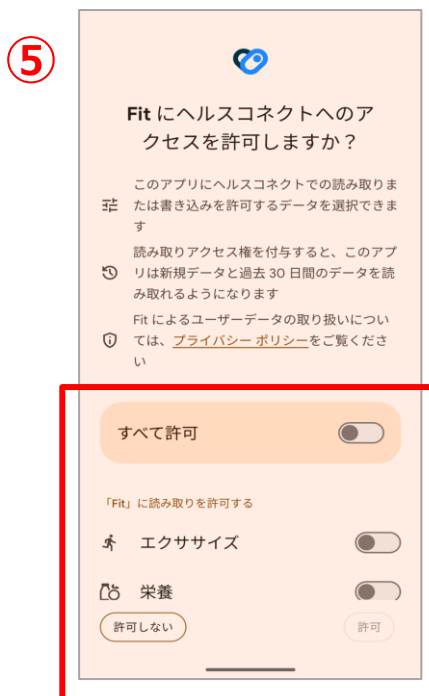 ⑤
Fit にヘルスコネクトへのア
クセスを許可しますか？
このアプリにヘルスコネクトでの読み取りま
たは書き込みを許可するデータを選択できま
す
読み取りアクセス権を付与すると、このアプ
リは新規データと過去 30 日間のデータを読
み取れるようになります
Fit によるユーザーデータの取り扱いについ
ては、プライバシー ポリシーをご覧くださ
い
すべて許可
「Fit」に読み取りを許可する
エクササイズ
栄養
許可しない
許可